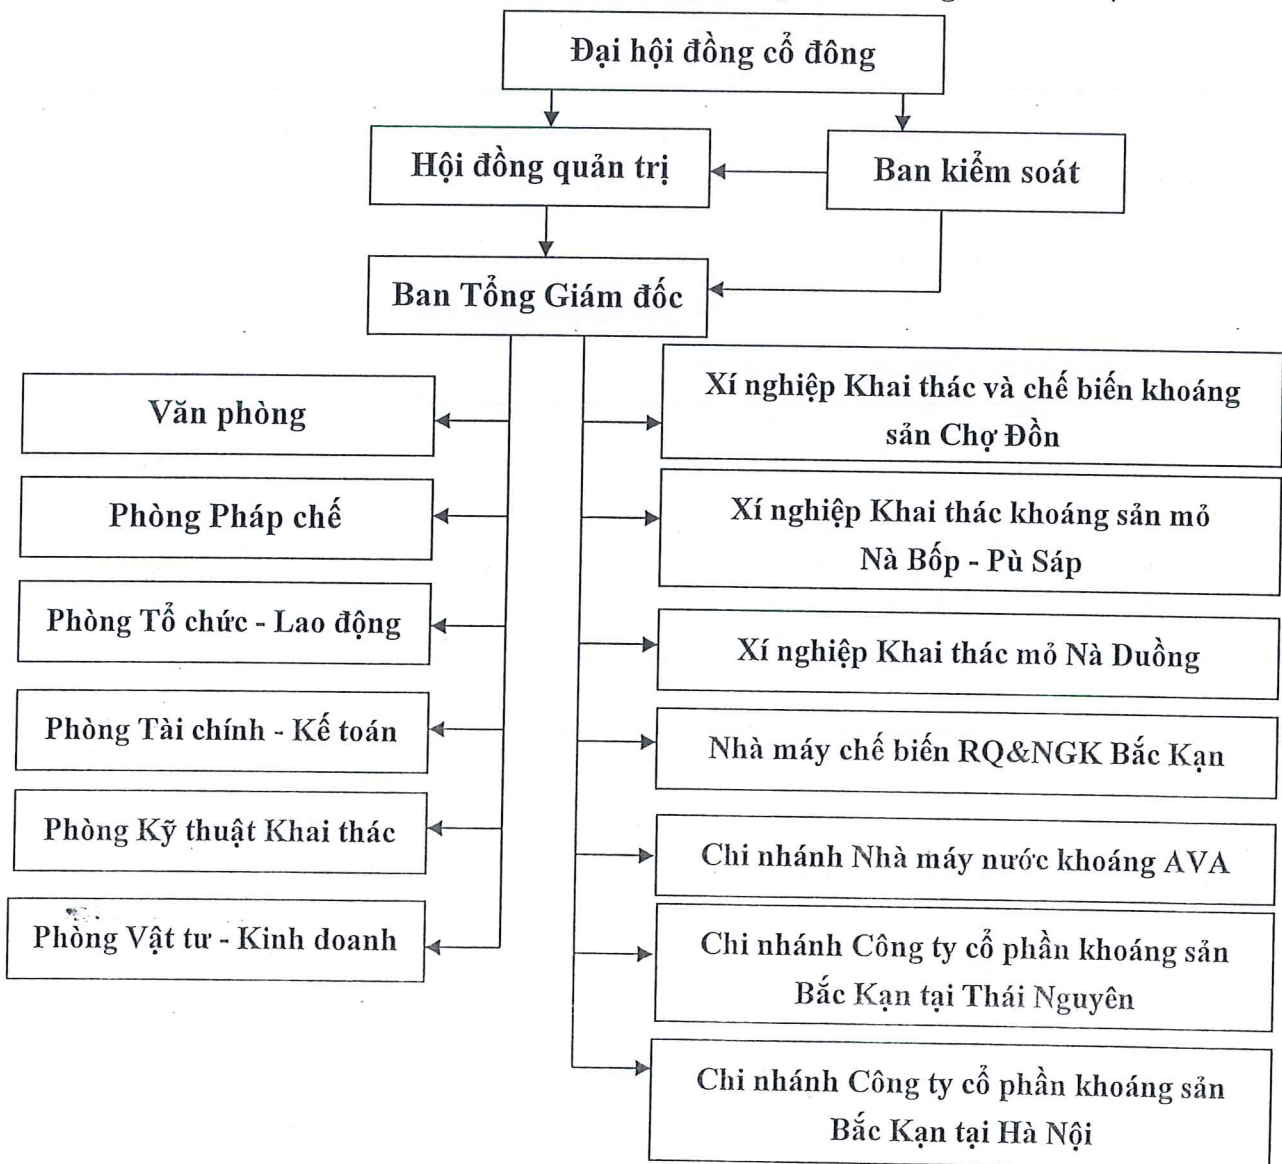 Đại hội đồng cổ đông
Hội đồng quản trị
Ban kiểm soát
Ban Tổng Giám đốc
Văn phòng
Phòng Pháp chế
Phòng Tổ chức - Lao động
Phòng Tài chính - Kế toán
Phòng Kỹ thuật Khai thác
Phòng Vật tư - Kinh doanh
Xí nghiệp Khai thác và chế biến khoáng
sản Chợ Đồn
Xí nghiệp Khai thác khoáng sản mỏ
Nà Bốp - Pù Sáp
Xí nghiệp Khai thác mỏ Nà Duồng
Nhà máy chế biến RQ&NGK Bắc Kạn
Chi nhánh Nhà máy nước khoáng AVA
Chi nhánh Công ty cổ phần khoáng sản
Bắc Kạn tại Thái Nguyên
Chi nhánh Công ty cổ phần khoáng sản
Bắc Kạn tại Hà Nội